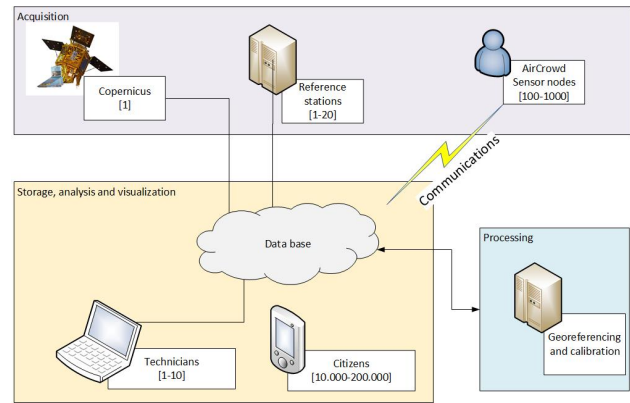 Acquisition
Copernicus
[1]
Reference
stations
[1-20]
AirCrowd
Sensor nodes
[100-1000]
Communications
Storage, analysis and visualization
Data base
Technicians
[1-10]
Citizens
[10.000-200.000]
Processing
Georeferencing
and calibration